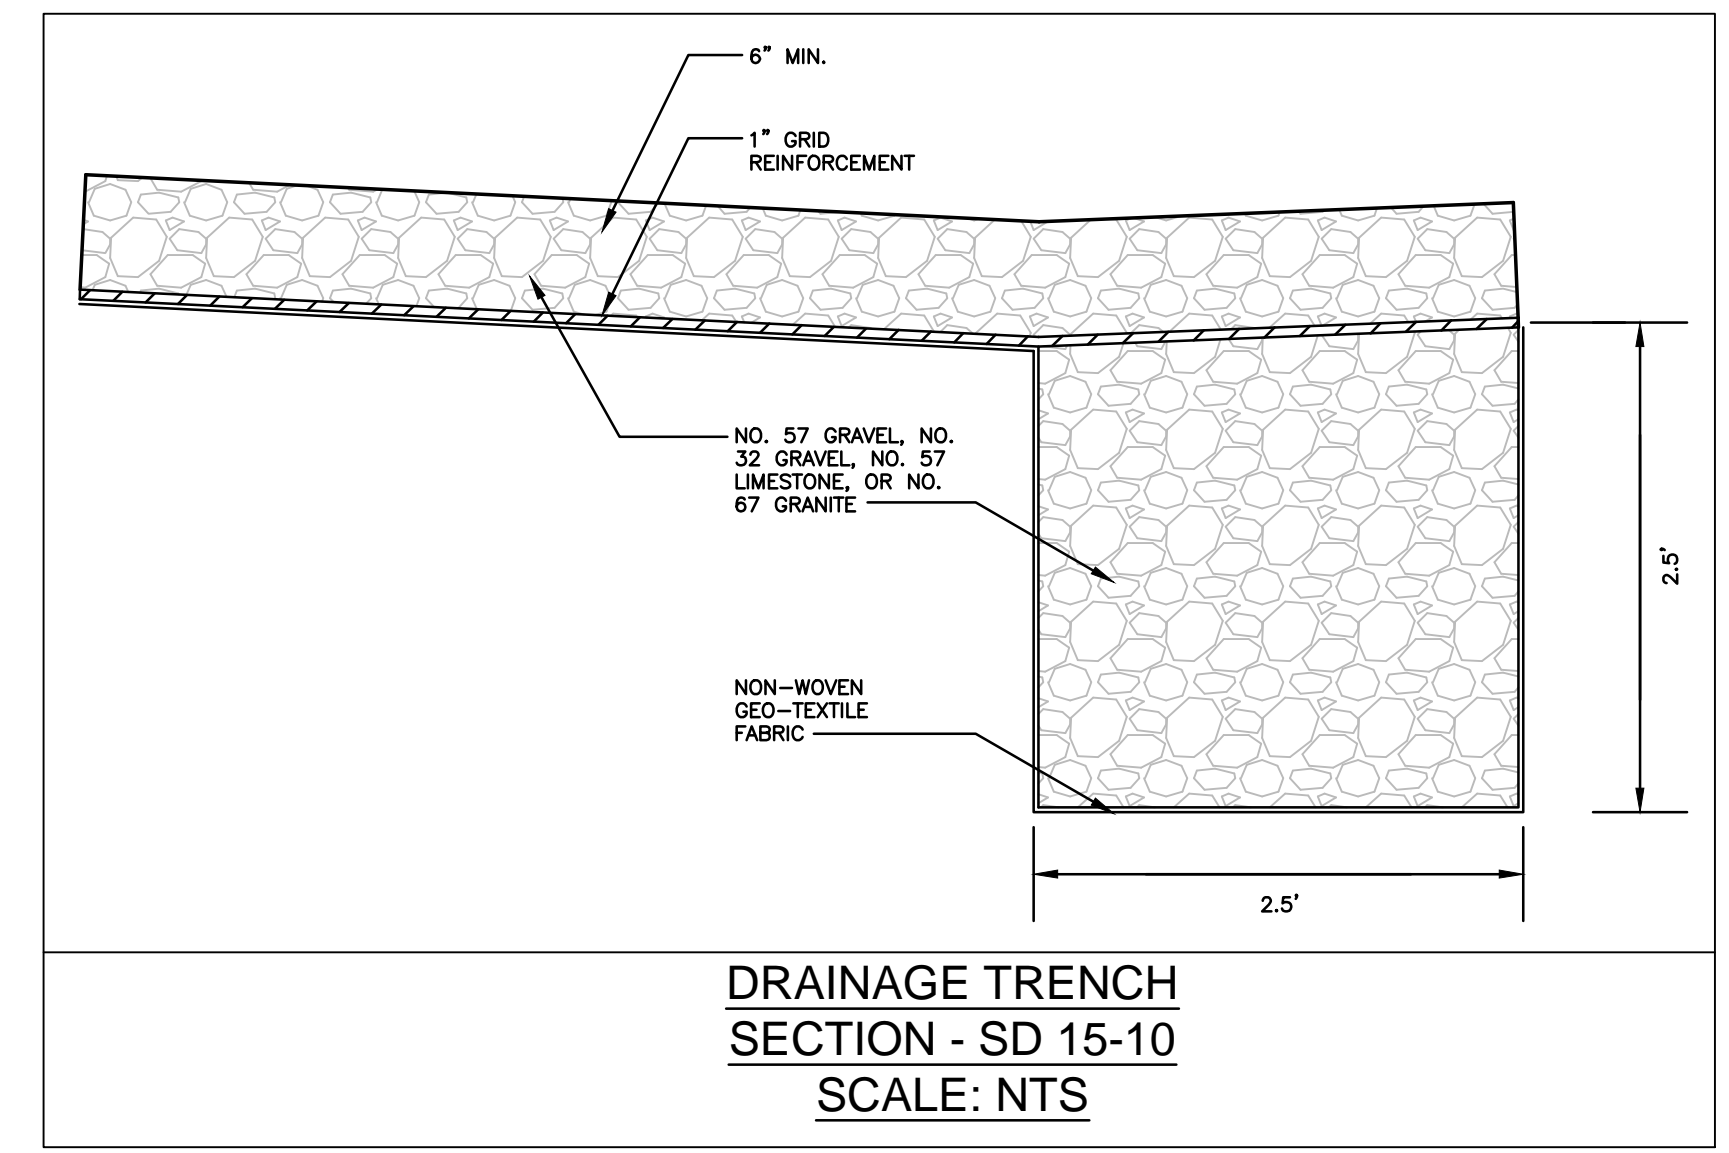 6" MIN.
1" GRID
REINFORCEMENT
NO. 57 GRAVEL, NO.
32 GRAVEL, NO. 57
LIMESTONE, OR NO.
67 GRANITE
2.5'
NON-WOVEN
GEO-TEXTILE
FABRIC
2.5'
DRAINAGE TRENCH
SECTION - SD 15-10
SCALE: NTS